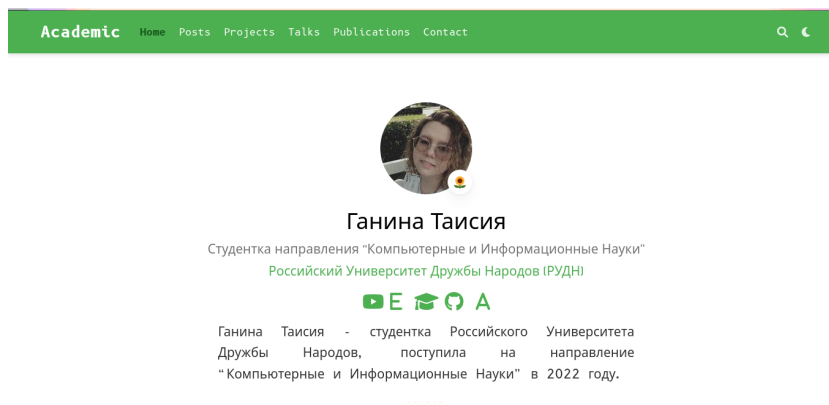 Academic Home Posts Projects Talks Publications Contact
Ганина Таисия
Студентка направления “Компьютерные и Информационные Науки”
Российский Университет Дружбы Народов (РУДН)
Ганина Таисия - студентка Российского Университета
Дружбы Народов, поступила на направление
“Компьютерные и Информационные Науки” в 2022 году.